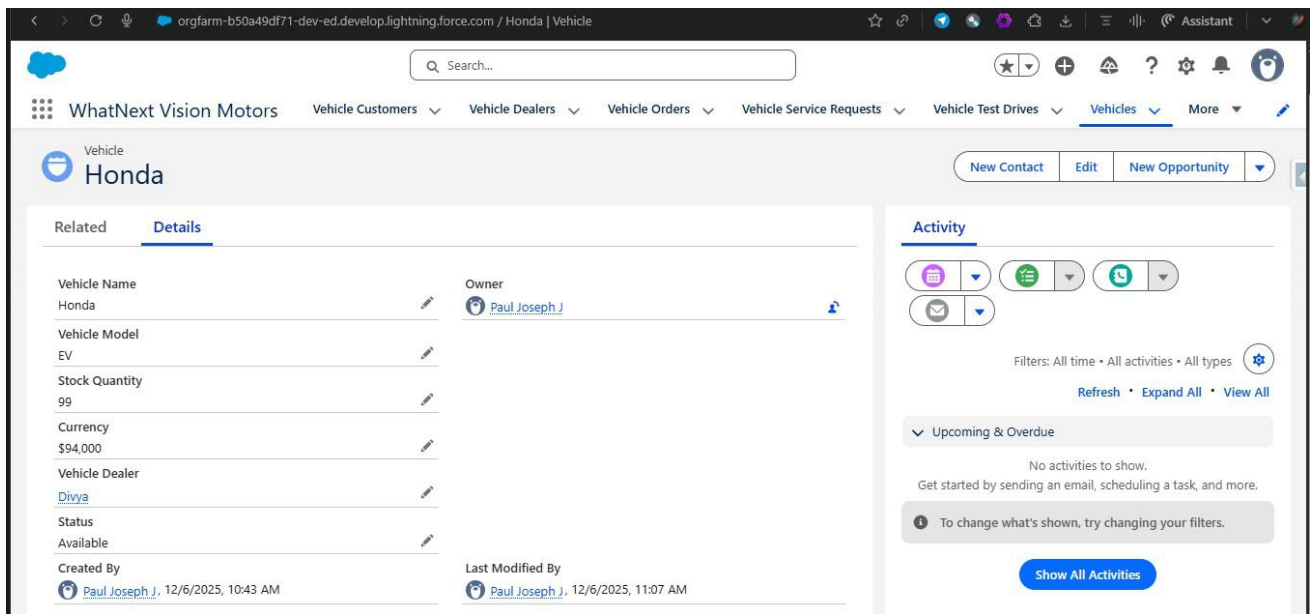 orgfarm-b50a49df71-dev-ed.develop.lightning.force.com / Honda | Vehicle
Assistant
Search...
WhatNext Vision Motors
Vehicle Customers
Vehicle Dealers
Vehicle Orders
Vehicle Service Requests
Vehicle Test Drives
Vehicles
More
Vehicle
Honda
New Contact
Edit
New Opportunity
Related
Details
Vehicle Name
Honda
Owner
Paul Joseph J
Vehicle Model
EV
Stock Quantity
99
Currency
$94,000
Vehicle Dealer
Divya
Status
Available
Created By
Paul Joseph J, 12/6/2025, 10:43 AM
Last Modified By
Paul Joseph J, 12/6/2025, 11:07 AM
Activity
Filters: All time • All activities • All types
Refresh • Expand All • View All
Upcoming & Overdue
No activities to show.
Get started by sending an email, scheduling a task, and more.
To change what's shown, try changing your filters.
Show All Activities